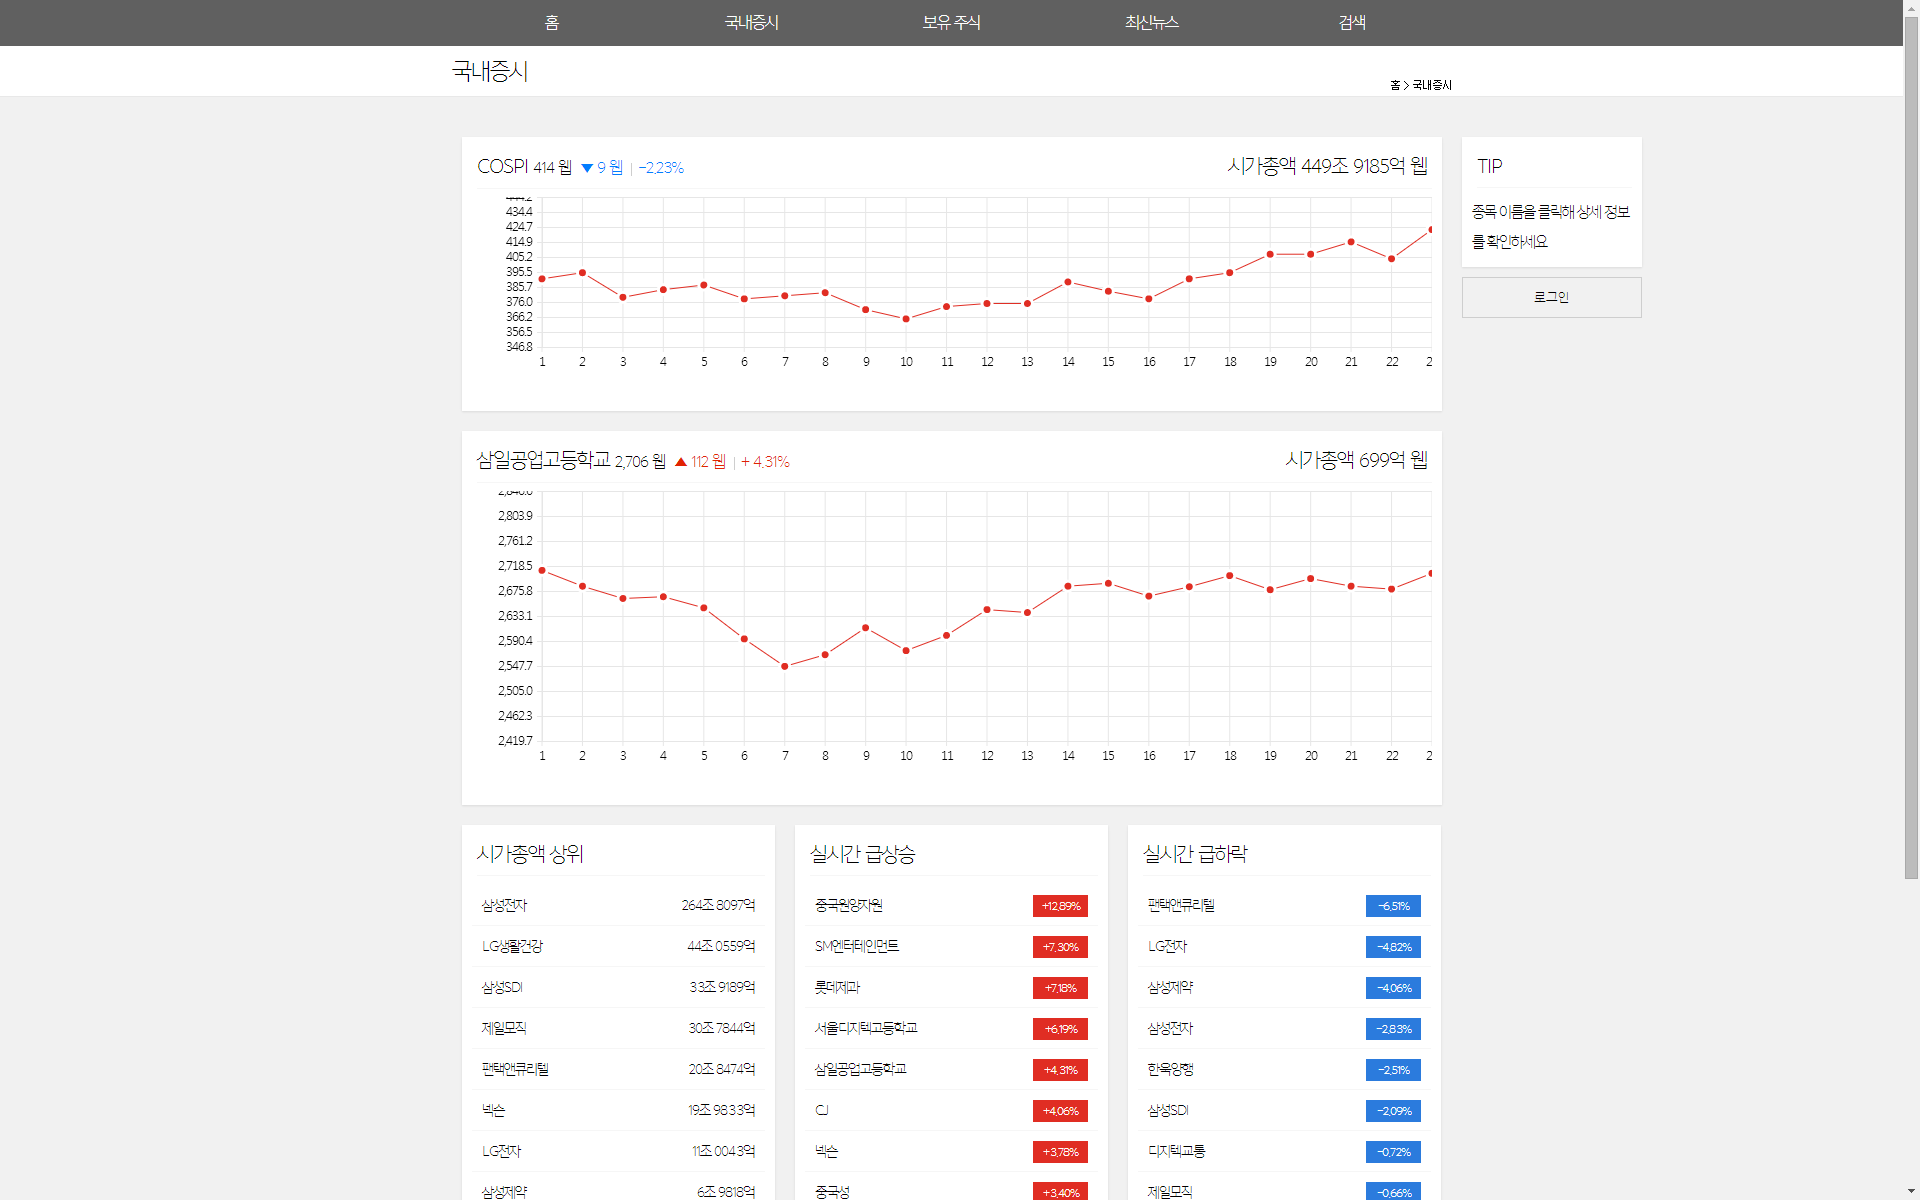 홈 국내증시 보유 주식 최신뉴스 검색
국내증시
홈 > 국내증시
COSPI 414 웹 ▼ 9 웹 | -2.23% 시가총액 449조 9185억 웹
434.4
424.7
414.9
405.2
395.5
385.7
376.0
366.2
356.5
346.8
1 2 3 4 5 6 7 8 9 10 11 12 13 14 15 16 17 18 19 20 21 22 2
TIP
종목 이름을 클릭해 상세 정보
를 확인하세요
로그인
삼일공업고등학교 2,706 웹 ▲ 112 웹 | + 4.31% 시가총액 699억 웹
2,803.9
2,761.2
2,718.5
2,675.8
2,633.1
2,590.4
2,547.7
2,505.0
2,462.3
2,419.7
1 2 3 4 5 6 7 8 9 10 11 12 13 14 15 16 17 18 19 20 21 22 2
시가총액 상위
삼성전자 264조 8097억
LG생활건강 44조 0559억
삼성SDI 33조 9189억
제일모직 30조 7844억
팬택앤큐리텔 20조 8474억
넥슨 19조 9833억
LG전자 11조 0043억
삼성제약 6조 9818억
실시간 급상승
중국원양자원 +12.89%
SM엔터테인먼트 +7.30%
롯데제과 +7.18%
서울디지텍고등학교 +6.19%
삼일공업고등학교 +4.31%
CJ +4.06%
넥슨 +3.78%
중국성 +3.40%
실시간 급하락
팬택앤큐리텔 -6.51%
LG전자 -4.82%
삼성제약 -4.06%
삼성전자 -2.83%
한옥양행 -2.51%
삼성SDI -2.09%
디지텍교통 -0.72%
제일모직 -0.66%